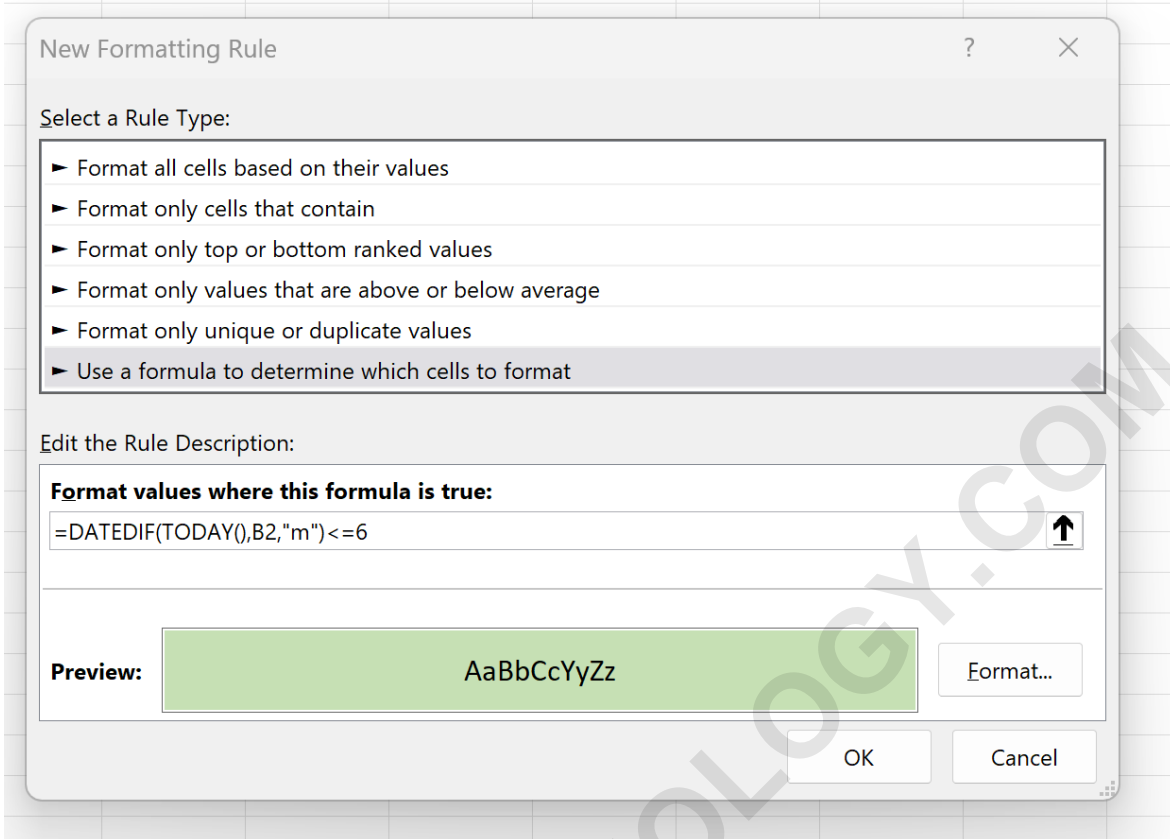 New Formatting Rule
?
Select a Rule Type:
► Format all cells based on their values
► Format only cells that contain
► Format only top or bottom ranked values
► Format only values that are above or below average
► Format only unique or duplicate values
► Use a formula to determine which cells to format
Edit the Rule Description:
Format values where this formula is true:
=DATEDIF(TODAY(),B2,"m")<=6
Preview:
AaBbCcYyZz
Format...
OK
Cancel
OLOGY.COM